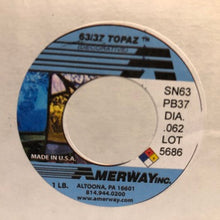 63/37 TOPAZ™
(DECORATIVE)
SN63
PB37
DIA.
.062
LOT
5686
MADE IN U.S.A.
AMERWAY INC.
1 LB.
ALTOONA, PA 16601
814.944.0200
www.amerway.com